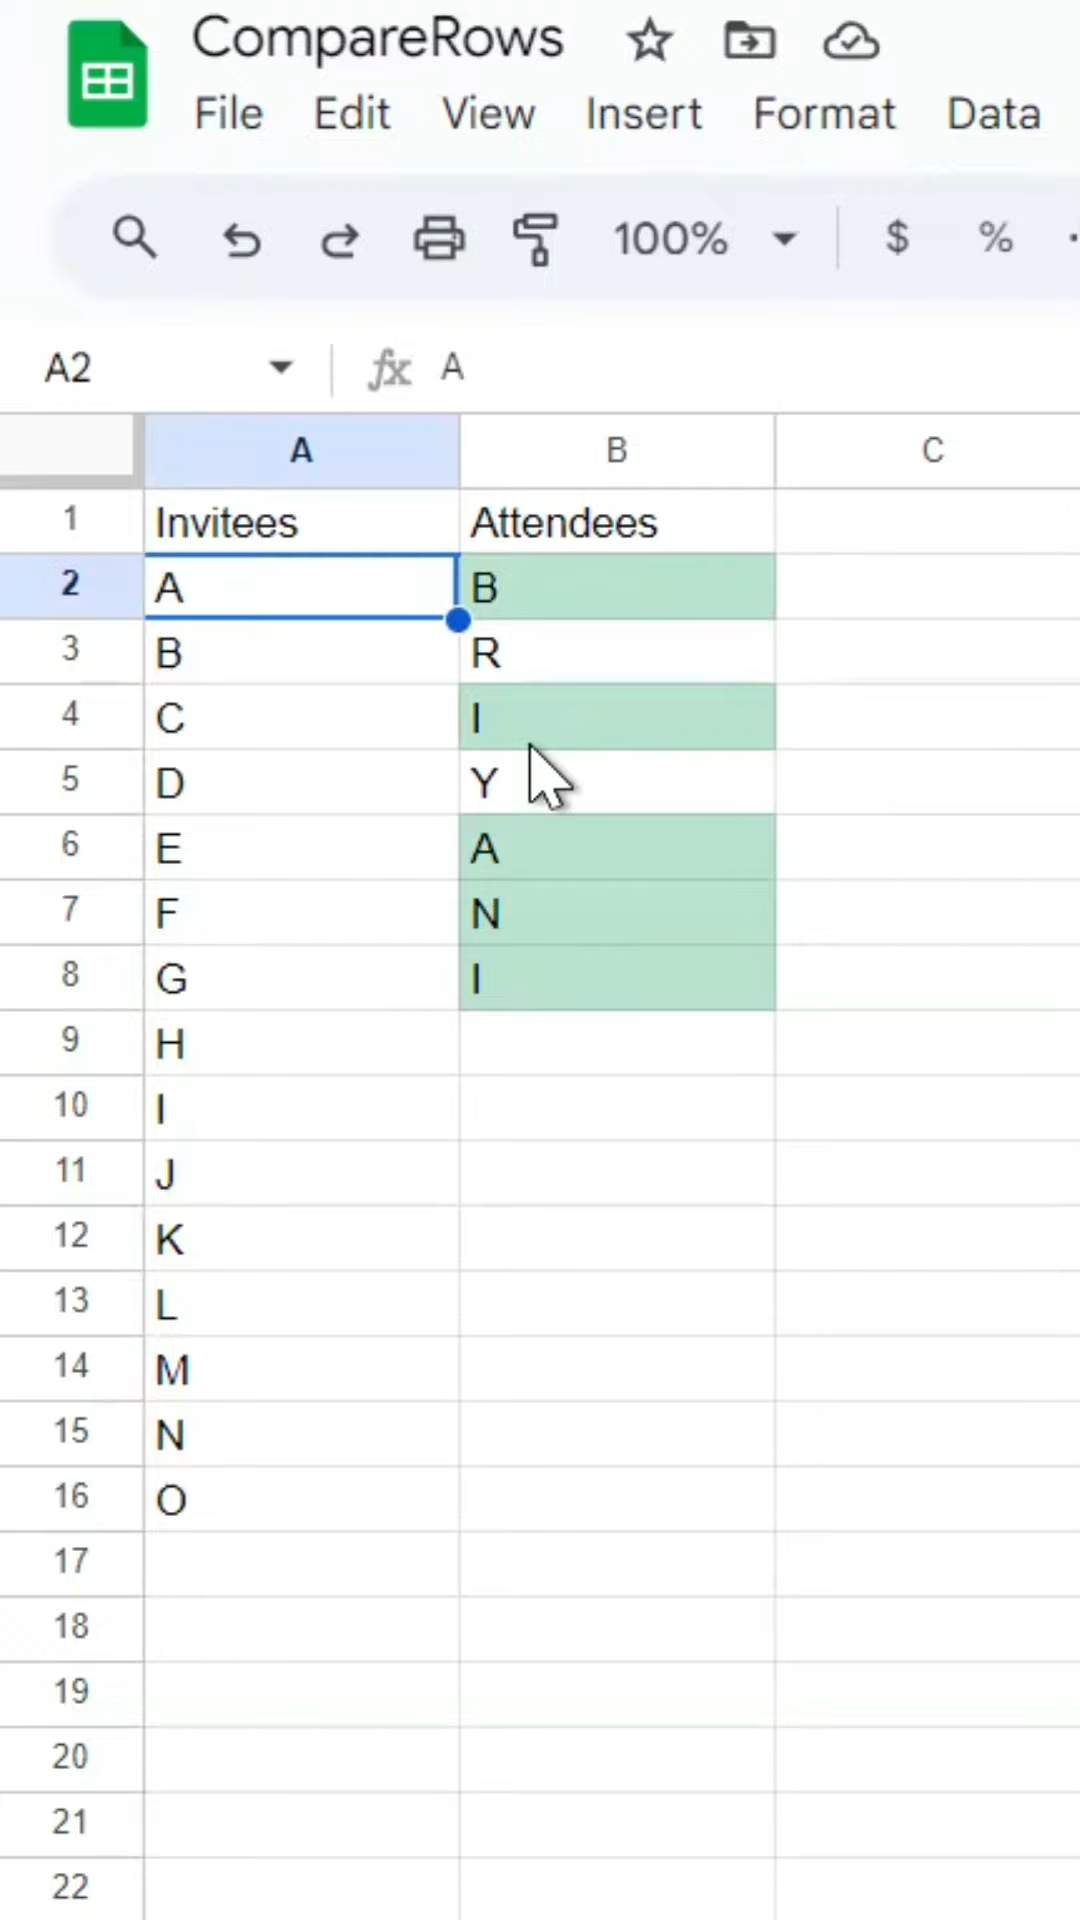 CompareRows
File Edit View Insert Format Data
100% $ %
A2 fx A
A B C
1 Invitees Attendees
2 A B
3 B R
4 C I
5 D Y
6 E A
7 F N
8 G I
9 H
10 I
11 J
12 K
13 L
14 M
15 N
16 O
17
18
19
20
21
22